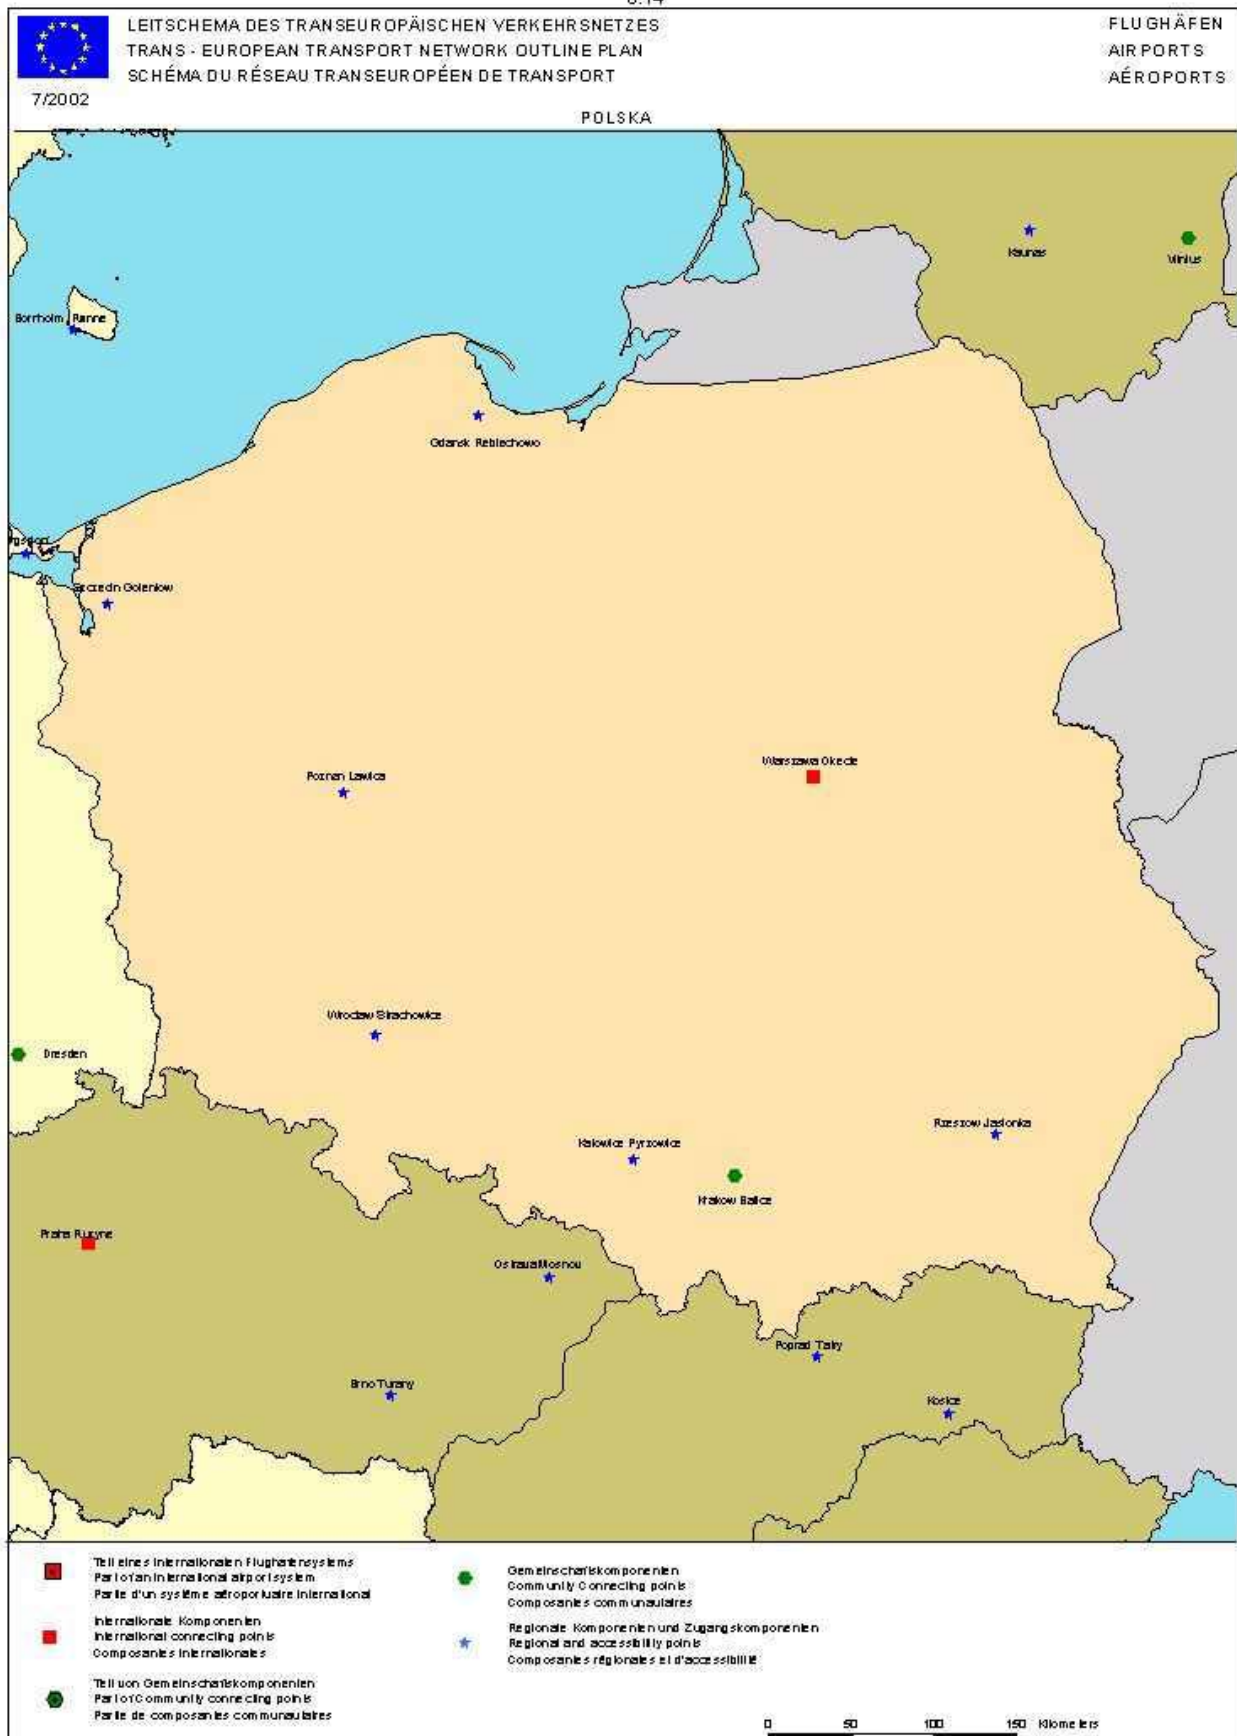 LEITSCHEMA DES TRANSEUROPÄISCHEN VERKEHRSNETZES
TRANS - EUROPEAN TRANSPORT NETWORK OUTLINE PLAN
SCHÉMA DU RÉSEAU TRANSEUROPÉEN DE TRANSPORT
FLUGHÄFEN
AIRPORTS
AÉROPORTS
7/2002
POLSKA
Kaunas
Vilnius
Bornholm Rønne
Gdansk Rebiechowo
Szczecin Goleniow
Warszawa Okecie
Poznan Lawica
Wroclaw Strachowice
Dresden
Rzeszow Jasionka
Katowice Pyrzowice
Krakow Balice
Praha Ruzyne
Ostrava Mosnov
Poprad Tatry
Brno Turany
Kosice
Teil eines internationalen Flughafensystems
Part of an international airport system
Partie d'un système aéroportuaire international
Internationale Komponenten
International connecting points
Composantes internationales
Teil von Gemeinschaftskomponenten
Part of Community connecting points
Partie de composantes communautaires
Gemeinschaftskomponenten
Community Connecting points
Composantes communautaires
Regionale Komponenten und Zugangskomponenten
Regional and accessibility points
Composantes régionales et d'accessibilité
0 50 100 150 Kilometers